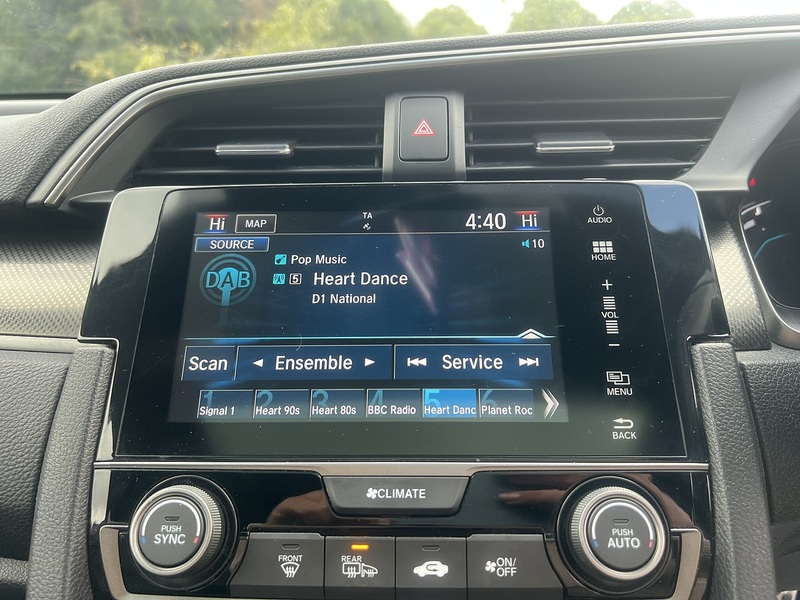 Hi MAP TA 4:40 Hi
AUDIO
SOURCE 10
DAB
Pop Music
5 Heart Dance
D1 National
HOME
+
VOL
−
Scan ◄ Ensemble ► ⏮ Service ⏭
MENU
1 2 3 4 5 6
Signal 1 Heart 90s Heart 80s BBC Radio Heart Danc Planet Roc
BACK
CLIMATE
PUSH
SYNC
PUSH
AUTO
FRONT
REAR
ON/
OFF